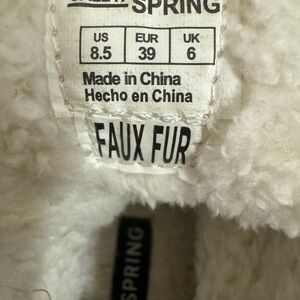 SPRING
US EUR UK
8.5 39 6
Made in China
Hecho en China
FAUX FUR
SPRING